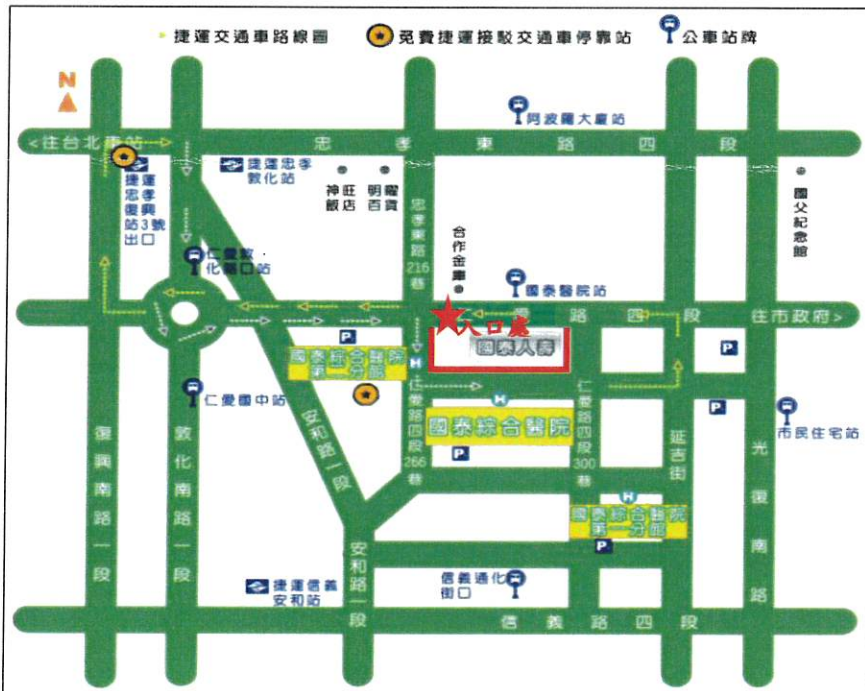 捷運交通車路線圖
免費捷運接駁交通車停靠站
公車站牌
N
阿波羅大廈站
<往台北車站
忠孝東路四段
捷運忠孝復興站3號出口
捷運忠孝
敦化站
神旺
飯店
明曜
百貨
忠孝東路216巷
合作金庫
國父紀念館
仁愛敦
化路口站
國泰醫院站
路四段
往市政府>
入口處
國泰人壽
P
國泰綜合醫院
第二分館
H
P
仁愛國中站
仁愛路四段266巷
H
國泰綜合醫院
P
仁愛路四段300巷
P
市民住宅站
復興南路一段
敦化南路一段
安和路一段
延吉街
光復南路
H
國泰綜合醫院
第一分館
P
安和路一段
捷運信義
安和站
信義通化
街口
信義路四段